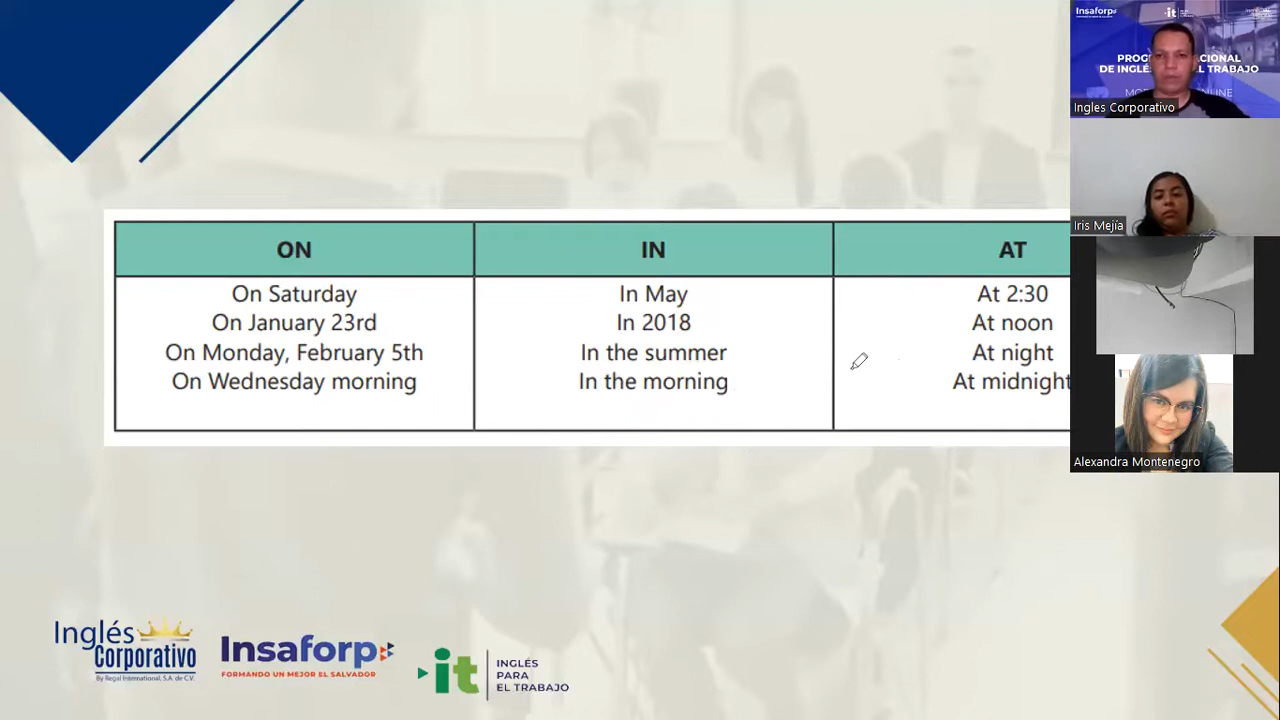 ON
IN
AT
On Saturday
In May
At 2:30
On January 23rd
In 2018
At noon
On Monday, February 5th
In the summer
At night
On Wednesday morning
In the morning
At midnight
Inglés
Corporativo
By Regal International, S.A. de C.V.
Insaforp
FORMANDO UN MEJOR EL SALVADOR
it
INGLÉS
PARA
EL TRABAJO
Insaforp
it
Ingles Corporativo
Iris Mejía
Alexandra Montenegro